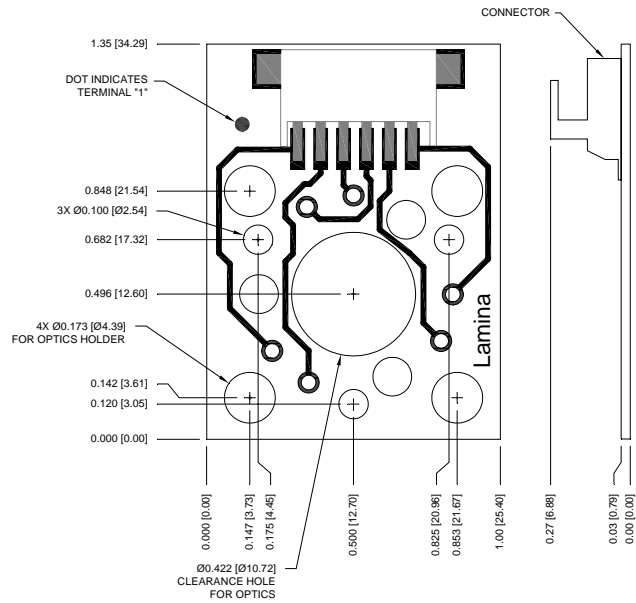 CONNECTOR
1.35 [34.29]
DOT INDICATES
TERMINAL "1"
0.848 [21.54]
3X Ø0.100 [Ø2.54]
0.682 [17.32]
0.496 [12.60]
4X Ø0.173 [Ø4.39]
FOR OPTICS HOLDER
0.142 [3.61]
0.120 [3.05]
0.000 [0.00]
Lamina
0.000 [0.00]
0.147 [3.73]
0.175 [4.45]
0.500 [12.70]
0.825 [20.96]
0.853 [21.67]
1.00 [25.40]
0.27 [6.88]
0.03 [0.79]
0.00 [0.00]
Ø0.422 [Ø10.72]
CLEARANCE HOLE
FOR OPTICS